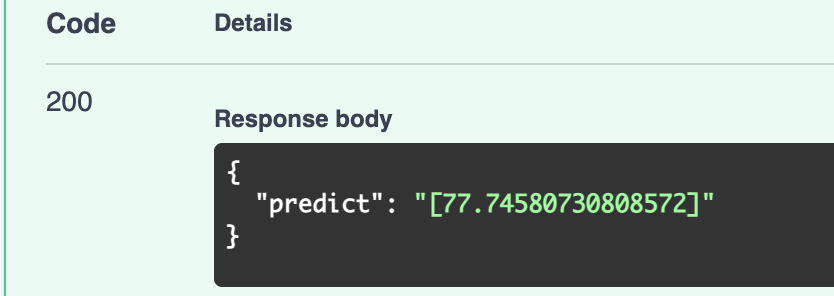 Code Details
200
Response body
{
"predict": "[77.74580730808572]"
}